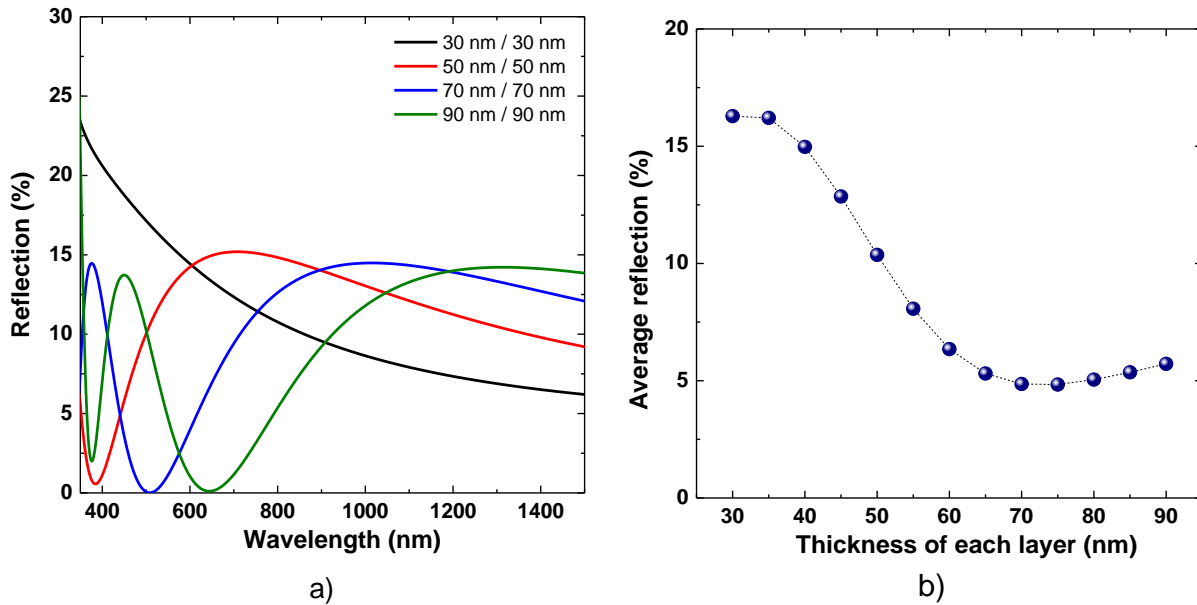 30
25
20
15
10
5
0
Reflection (%)
30 nm / 30 nm
50 nm / 50 nm
70 nm / 70 nm
90 nm / 90 nm
400 600 800 1000 1200 1400
Wavelength (nm)
a)
20
15
10
5
0
Average reflection (%)
30 40 50 60 70 80 90
Thickness of each layer (nm)
b)